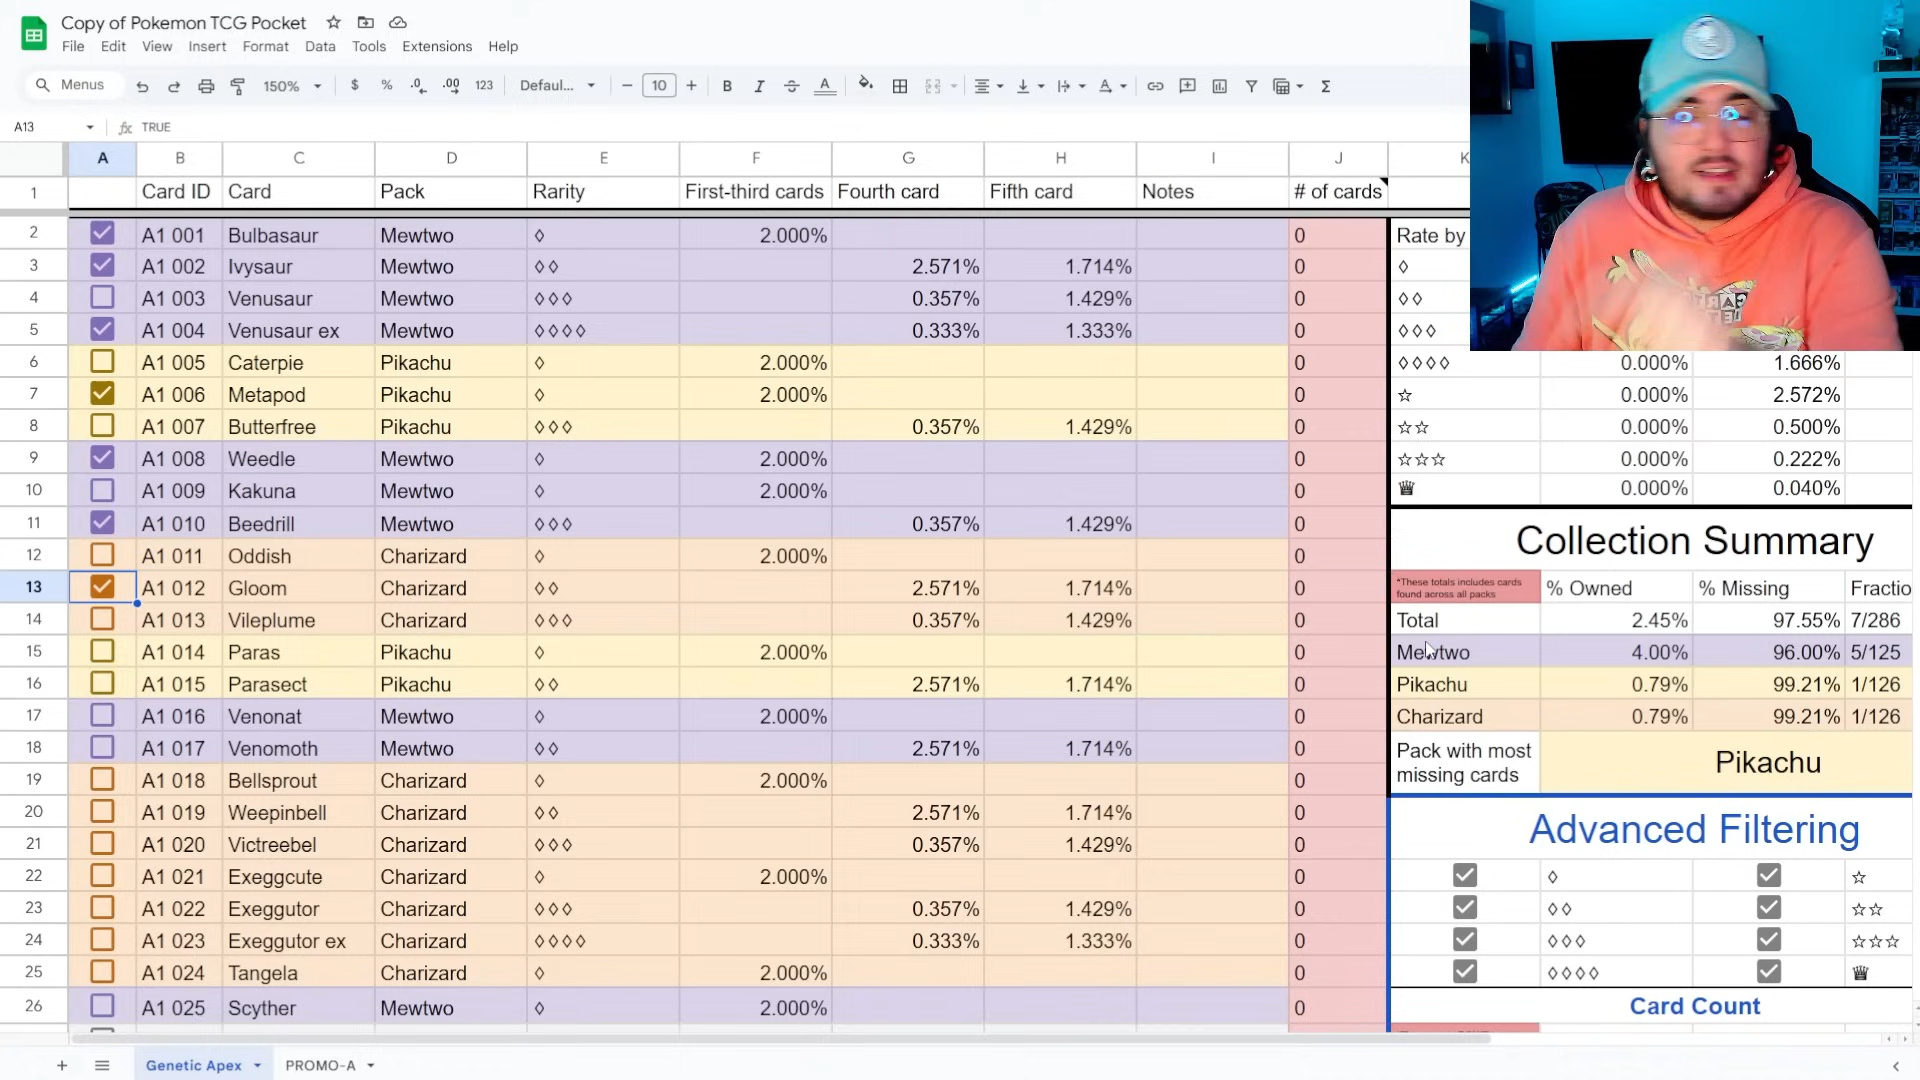 Copy of Pokemon TCG Pocket
File Edit View Insert Format Data Tools Extensions Help
Menus 150% $ % .0 .00 123 Defaul... − 10 + B I S A Σ
A13 fx TRUE
A B C D E F G H I J K
1 Card ID Card Pack Rarity First-third cards Fourth card Fifth card Notes # of cards
2 A1 001 Bulbasaur Mewtwo ◊ 2.000% 0 Rate by
3 A1 002 Ivysaur Mewtwo ◊◊ 2.571% 1.714% 0 ◊
4 A1 003 Venusaur Mewtwo ◊◊◊ 0.357% 1.429% 0 ◊◊
5 A1 004 Venusaur ex Mewtwo ◊◊◊◊ 0.333% 1.333% 0 ◊◊◊
6 A1 005 Caterpie Pikachu ◊ 2.000% 0 ◊◊◊◊ 0.000% 1.666%
7 A1 006 Metapod Pikachu ◊ 2.000% 0 ☆ 0.000% 2.572%
8 A1 007 Butterfree Pikachu ◊◊◊ 0.357% 1.429% 0 ☆☆ 0.000% 0.500%
9 A1 008 Weedle Mewtwo ◊ 2.000% 0 ☆☆☆ 0.000% 0.222%
10 A1 009 Kakuna Mewtwo ◊ 2.000% 0 ♛ 0.000% 0.040%
11 A1 010 Beedrill Mewtwo ◊◊◊ 0.357% 1.429% 0 Collection Summary
12 A1 011 Oddish Charizard ◊ 2.000% 0
13 A1 012 Gloom Charizard ◊◊ 2.571% 1.714% 0 *These totals includes cards found across all packs % Owned % Missing Fractio
14 A1 013 Vileplume Charizard ◊◊◊ 0.357% 1.429% 0 Total 2.45% 97.55% 7/286
15 A1 014 Paras Pikachu ◊ 2.000% 0 Mewtwo 4.00% 96.00% 5/125
16 A1 015 Parasect Pikachu ◊◊ 2.571% 1.714% 0 Pikachu 0.79% 99.21% 1/126
17 A1 016 Venonat Mewtwo ◊ 2.000% 0 Charizard 0.79% 99.21% 1/126
18 A1 017 Venomoth Mewtwo ◊◊ 2.571% 1.714% 0 Pack with most missing cards Pikachu
19 A1 018 Bellsprout Charizard ◊ 2.000% 0
20 A1 019 Weepinbell Charizard ◊◊ 2.571% 1.714% 0 Advanced Filtering
21 A1 020 Victreebel Charizard ◊◊◊ 0.357% 1.429% 0
22 A1 021 Exeggcute Charizard ◊ 2.000% 0 ◊ ☆
23 A1 022 Exeggutor Charizard ◊◊◊ 0.357% 1.429% 0 ◊◊ ☆☆
24 A1 023 Exeggutor ex Charizard ◊◊◊◊ 0.333% 1.333% 0 ◊◊◊ ☆☆☆
25 A1 024 Tangela Charizard ◊ 2.000% 0 ◊◊◊◊ ♛
26 A1 025 Scyther Mewtwo ◊ 2.000% 0 Card Count
Genetic Apex PROMO-A